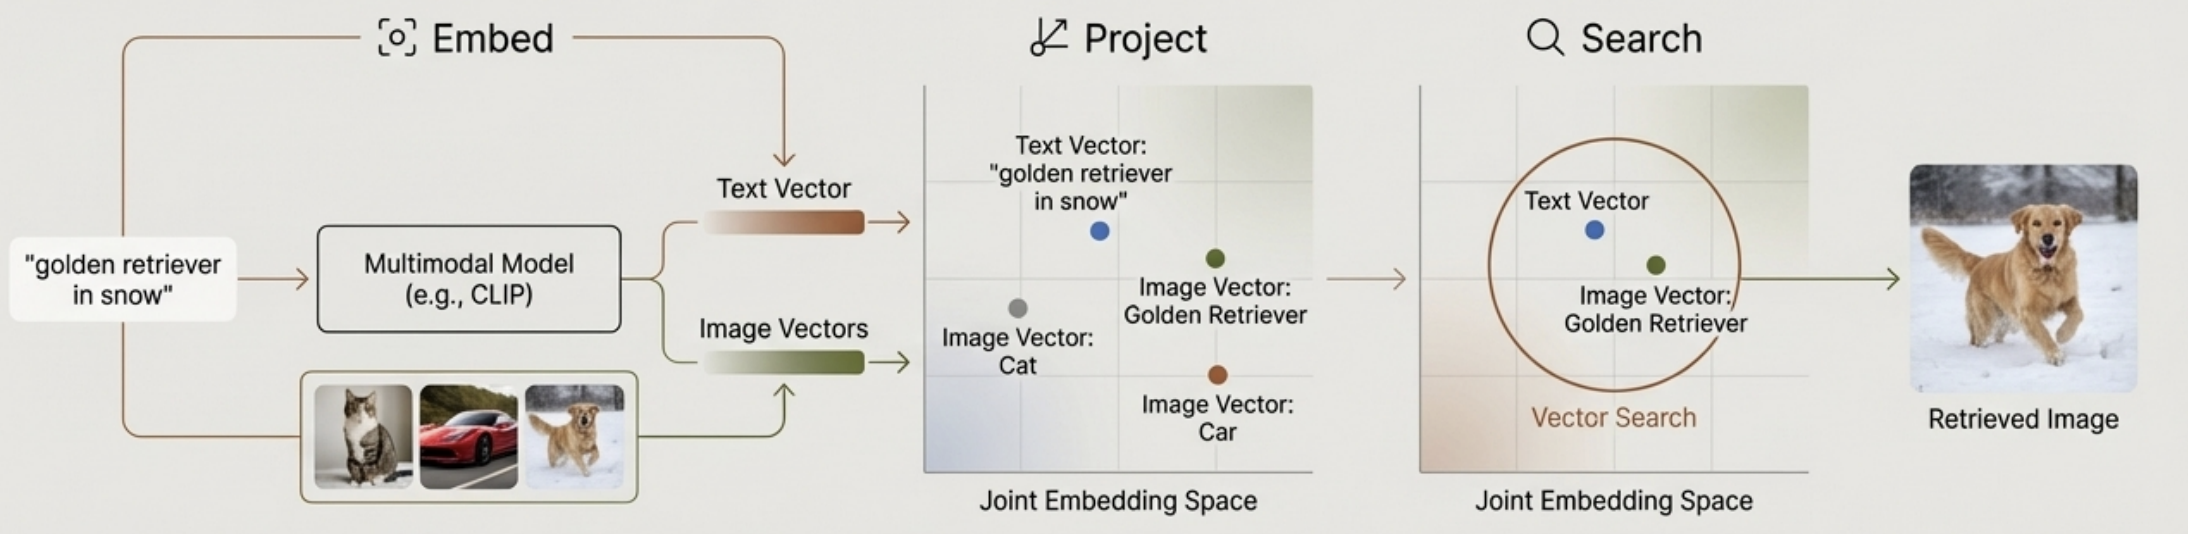 Embed
Project
Search
"golden retriever
in snow"
Multimodal Model
(e.g., CLIP)
Text Vector
Image Vectors
Text Vector:
"golden retriever
in snow"
Image Vector:
Golden Retriever
Image Vector:
Cat
Image Vector:
Car
Joint Embedding Space
Text Vector
Image Vector:
Golden Retriever
Vector Search
Joint Embedding Space
Retrieved Image